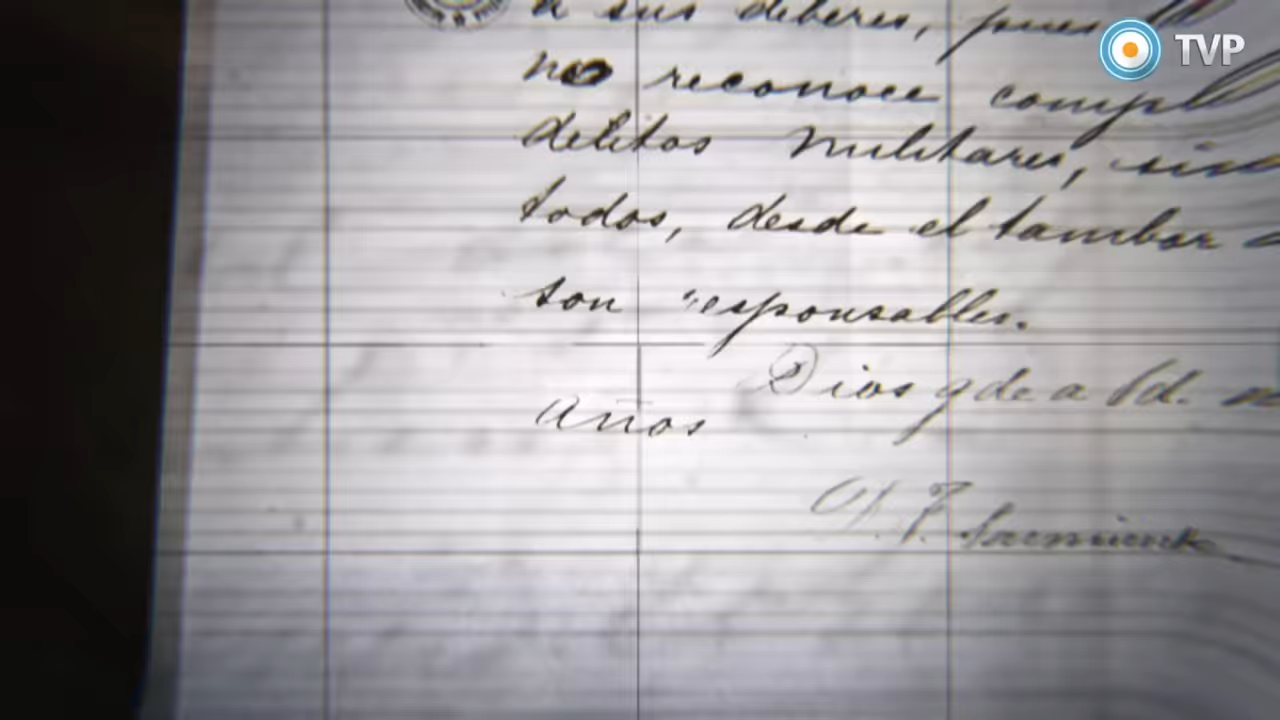 a sus deberes, pues
TVP
no reconoce compl
delitos militares, sin
todos, desde el tambor
son responsables.
Dios gde a Vd. m
años